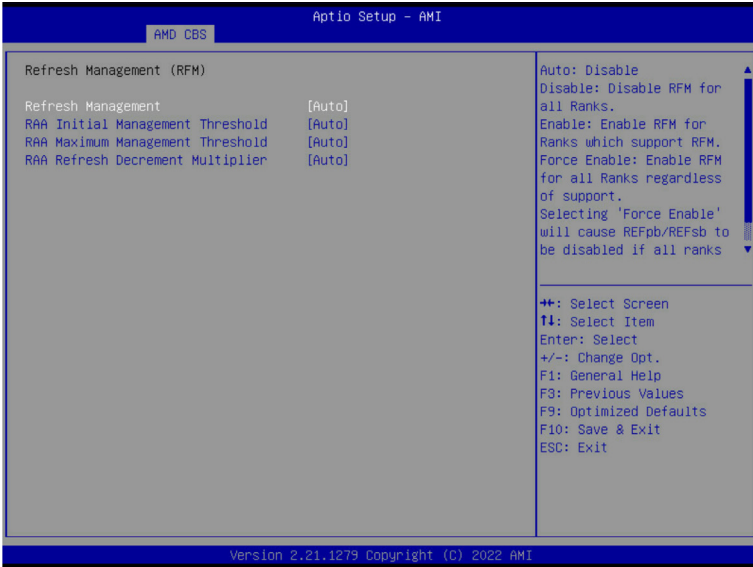 Aptio Setup – AMI
AMD CBS
Refresh Management (RFM)
Refresh Management [Auto]
RAA Initial Management Threshold [Auto]
RAA Maximum Management Threshold [Auto]
RAA Refresh Decrement Multiplier [Auto]
Auto: Disable
Disable: Disable RFM for
all Ranks.
Enable: Enable RFM for
Ranks which support RFM.
Force Enable: Enable RFM
for all Ranks regardless
of support.
Selecting 'Force Enable'
will cause REFpb/REFsb to
be disabled if all ranks
→←: Select Screen
↑↓: Select Item
Enter: Select
+/-: Change Opt.
F1: General Help
F3: Previous Values
F9: Optimized Defaults
F10: Save & Exit
ESC: Exit
Version 2.21.1279 Copyright (C) 2022 AMI